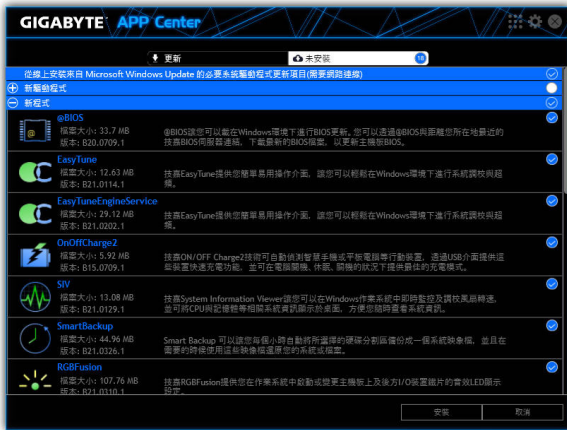 GIGABYTE APP Center
更新
未安裝 18
從線上安裝來自 Microsoft Windows Update 的必要系統驅動程式更新項目(需要網路連線)
新驅動程式
新程式
@BIOS
檔案大小: 33.7 MB
版本: B20.0709.1
@BIOS讓您可以戴在Windows環境下進行BIOS更新。您可以透過@BIOS與距離您所在地最近的
技嘉BIOS伺服器連絡，下載最新的BIOS檔案，以更新主機板BIOS。
EasyTune
檔案大小: 12.63 MB
版本: B21.0114.1
技嘉EasyTune提供您簡單易用操作介面，讓您可以輕鬆在Windows環境下進行系統調校與超
頻。
EasyTuneEngineService
檔案大小: 29.12 MB
版本: B21.0202.1
技嘉EasyTune提供您簡單易用操作介面，讓您可以輕鬆在Windows環境下進行系統調校與超
頻。
OnOffCharge2
檔案大小: 5.92 MB
版本: B15.0709.1
技嘉ON/OFF Charge2技術可自動偵測智慧手機或平板電腦等行動裝置，透過USB介面提供這
些裝置快速充電功能，並可在電腦開機、休眠、關機的狀況下提供最佳的充電模式。
SIV
檔案大小: 13.08 MB
版本: B21.0129.1
技嘉System Information Viewer讓您可以在Windows作業系統中即時監控及調校風扇轉速，
並可將CPU與記憶體等相關系統資訊顯示於桌面，方便您隨時查看系統資訊。
SmartBackup
檔案大小: 44.96 MB
版本: B21.0326.1
Smart Backup 可以讓您每個小時自動將所選擇的硬碟分割區備份成一個系統映像檔，並且在
需要的時候使用這些映像檔還原您的系統或檔案。
RGBFusion
檔案大小: 107.76 MB
版本: B21.0310.1
技嘉RGBFusion提供您在作業系統中啟動或變更主機板上及後方I/O裝置鐵片的音效LED顯示
設定。
安裝
取消